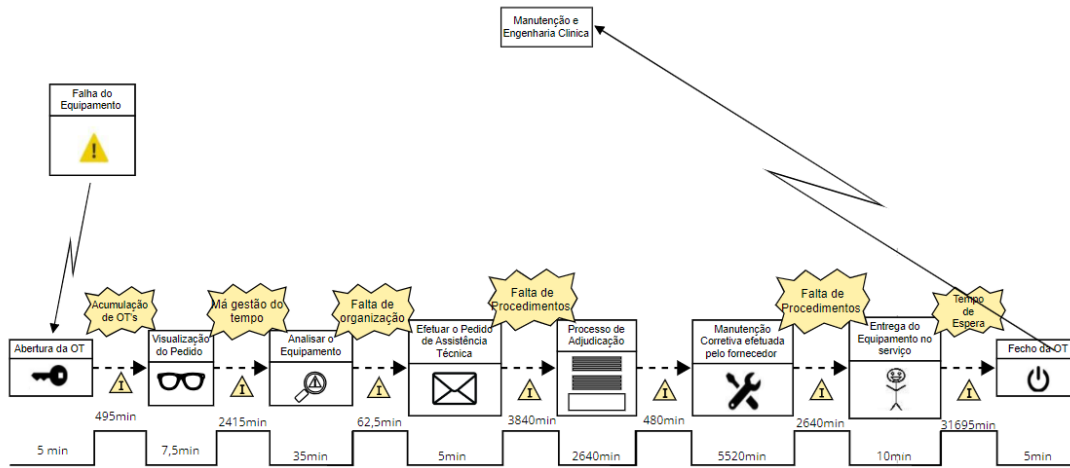 Manutenção e
Engharia Clinica
Falha do
Equipamento
Acumulação
de OT's
Má gestão do
tempo
Falta de
organização
Falta de
Procedimentos
Falta de
Procedimentos
Tempo
de
Espera
Abertura da OT
Visualização
do Pedido
Analisar o
Equipamento
Efetuar o Pedido
de Assistência
Técnica
Processo de
Adjudicação
Manutenção
Corretiva efetuada
pelo fornecedor
Entrega do
Equipamento no
serviço
Fecho da OT
I
I
I
I
I
I
I
495min
2415min
62,5min
3840min
480min
2640min
31695min
5 min
7,5min
35min
5min
2640min
5520min
10min
5min